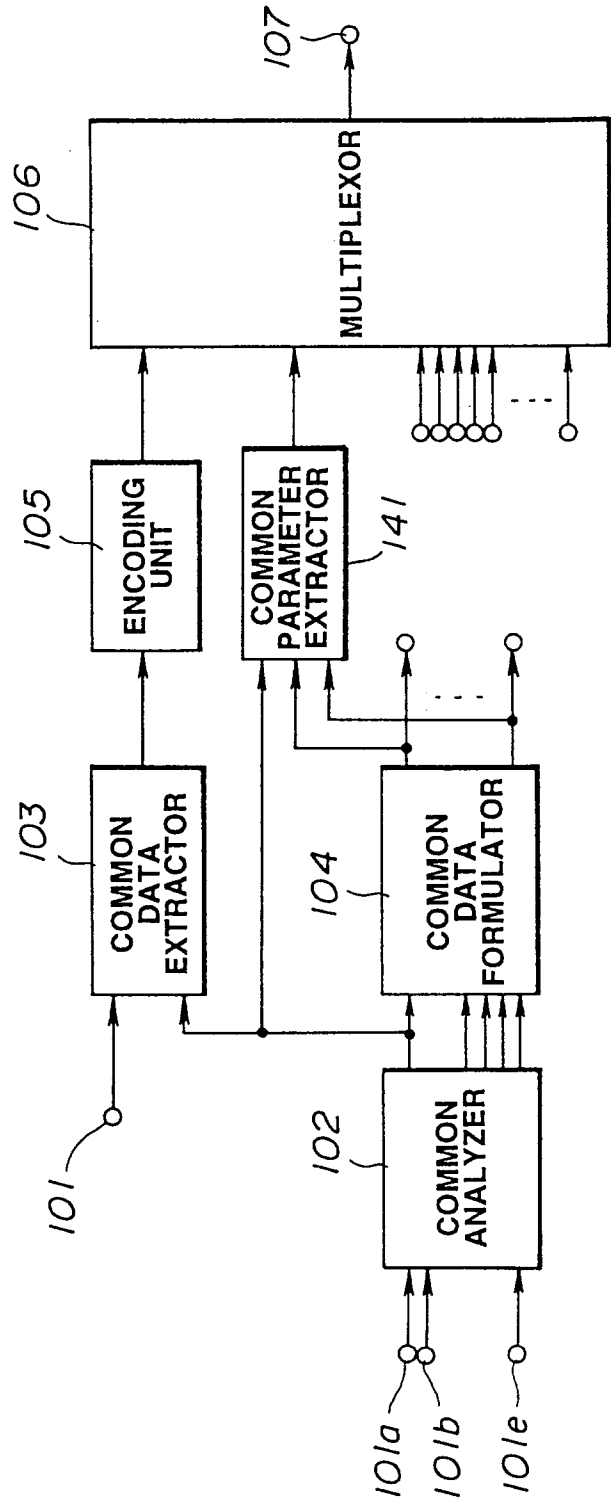 106
107
MULTIPLEXOR
105
ENCODING
UNIT
COMMON
PARAMETER
EXTRACTOR
141
103
COMMON
DATA
EXTRACTOR
104
COMMON
DATA
FORMULATOR
101
102
COMMON
ANALYZER
101a
101b
101e